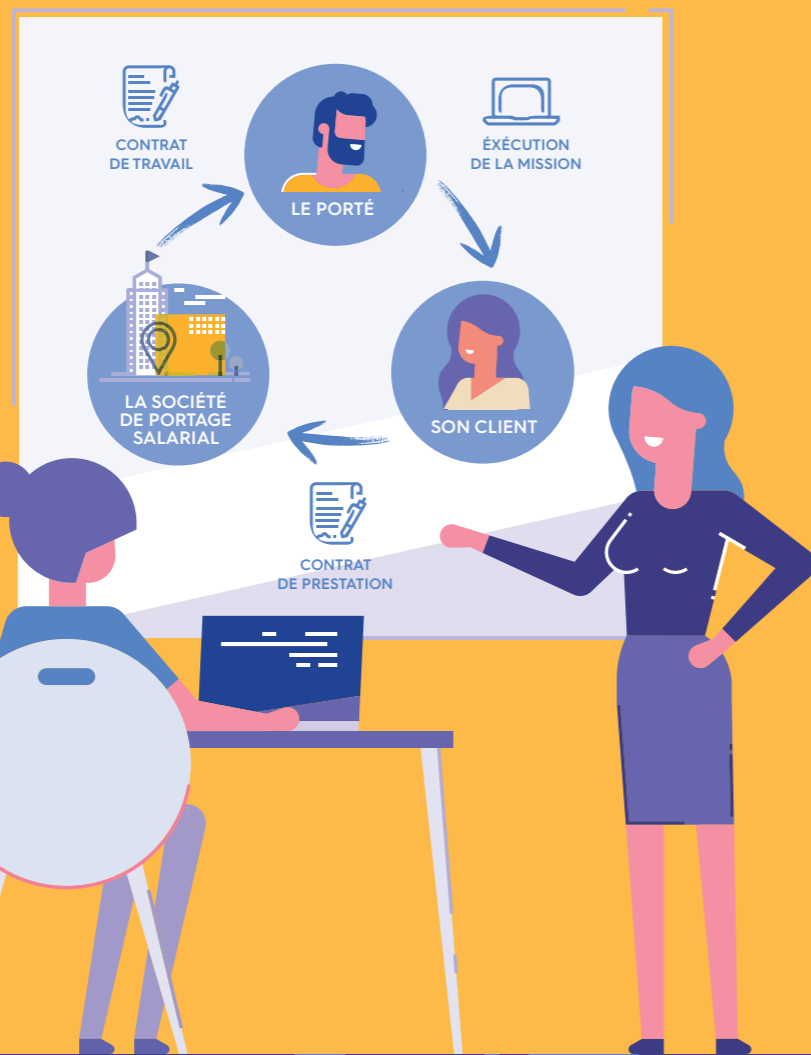 CONTRAT
DE TRAVAIL
LE PORTÉ
ÉXÉCUTION
DE LA MISSION
LA SOCIÉTÉ
DE PORTAGE
SALARIAL
SON CLIENT
CONTRAT
DE PRESTATION